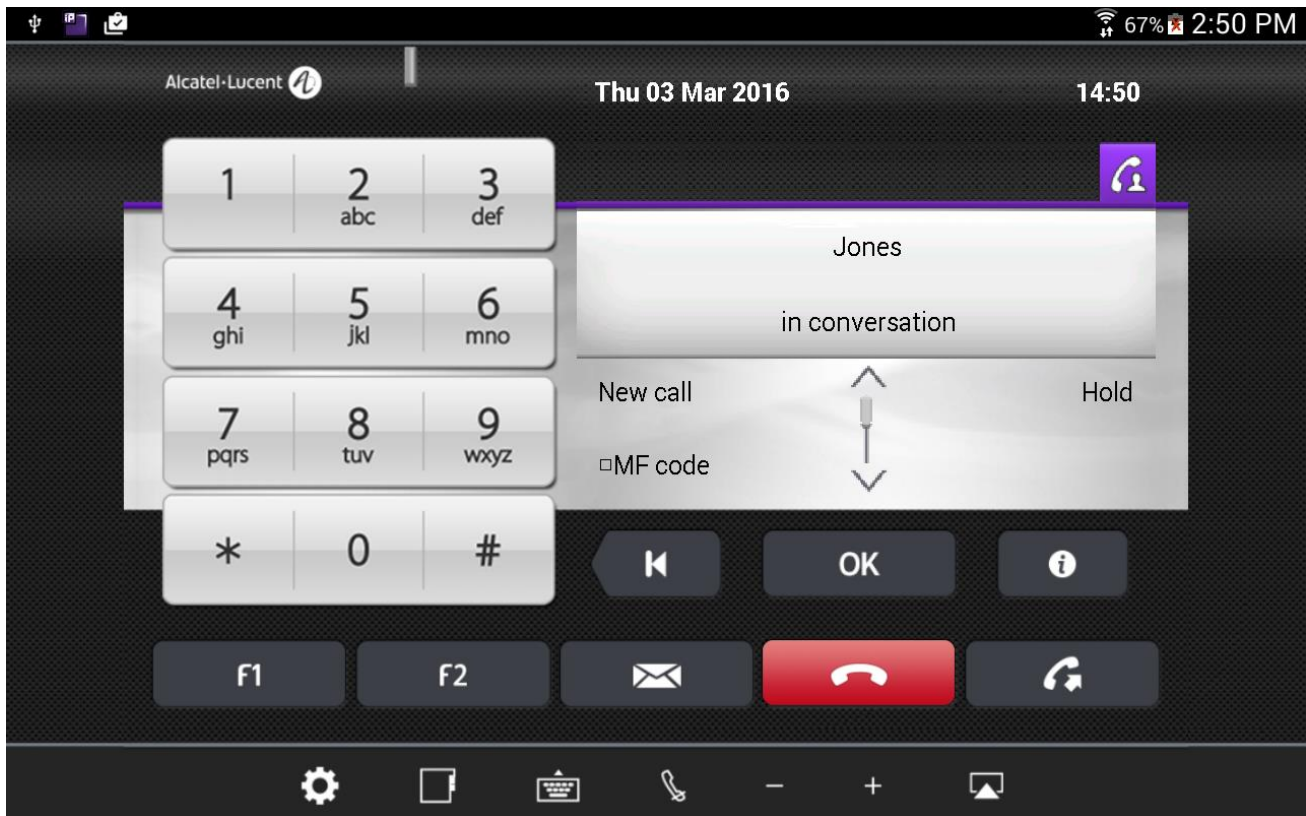 67% 2:50 PM
Alcatel·Lucent
Thu 03 Mar 2016 14:50
1 2 3
abc def
4 5 6
ghi jkl mno
7 8 9
pqrs tuv wxyz
* 0 #
Jones
in conversation
New call Hold
□MF code
OK
F1 F2